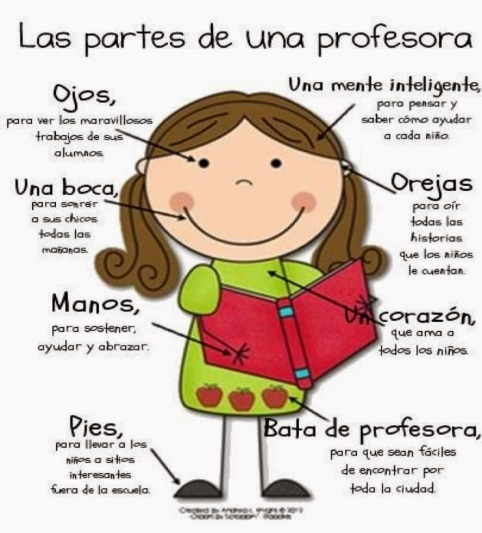 Las partes de una profesora
Ojos,
para ver los maravillosos
trabajos de sus
alumnos.
Una mente inteligente,
para pensar y
saber cómo ayudar
a cada niño.
Una boca,
para sonreír
a sus chicos
todas las
mañanas.
Orejas
para oír
todas las
historias
que los niños
le cuentan.
Manos,
para sostener,
ayudar y abrazar.
Un corazón,
que ama a
todos los niños.
Pies,
para llevar a los
niños a sitios
interesantes
fuera de la escuela.
Bata de profesora,
para que sean fáciles
de encontrar por
toda la ciudad.
Created by Andrea L.